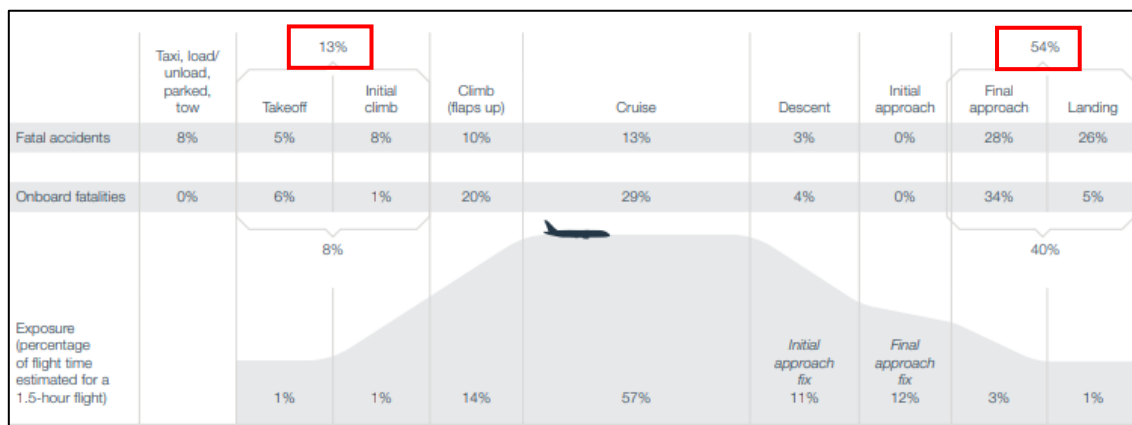 13%
54%
Taxi, load/
unload,
parked,
tow
Takeoff
Initial
climb
Climb
(flaps up)
Cruise
Descent
Initial
approach
Final
approach
Landing
Fatal accidents 8% 5% 8% 10% 13% 3% 0% 28% 26%
Onboard fatalities 0% 6% 1% 20% 29% 4% 0% 34% 5%
8%
40%
Exposure
(percentage
of flight time
estimated for a
1.5-hour flight)
Initial
approach
fix
Final
approach
fix
1% 1% 14% 57% 11% 12% 3% 1%